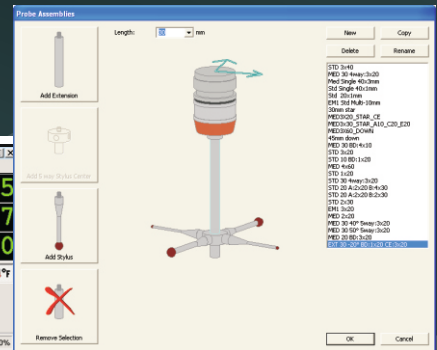 Probe Assemblies
Length:
mm
New
Copy
Delete
Rename
Add Extension
Add 5-way Stylus Center
Add Stylus
Remove Selection
STD 3x40
MED 30 4way:3x20
Med Single 40x3mm
Std Single 40x1mm
Std 20x1mm
EM1 Std Multi-10mm
30mm star
MED3X20_STAR_CE
MED3x30_STAR_A10_C20_E20
MED3X60_DOWN
45mm down
MED 30 BD:4x10
STD 3x20
STD 10 BD:1x20
MED 4x60
STD 1x20
STD 30 4way:3x20
STD 20 A:2x20 B:4x30
STD 20 A:2x20 B:2x30
STD 2x30
EM1 3x20
MED 2x20
MED 30 40° 5way:3x20
MED 30 50° 5way:3x20
MED 20 BD:3x20
EXT 30-20° BD:1x20 CE:3x20
OK
Cancel
5
7
0
°F
0%